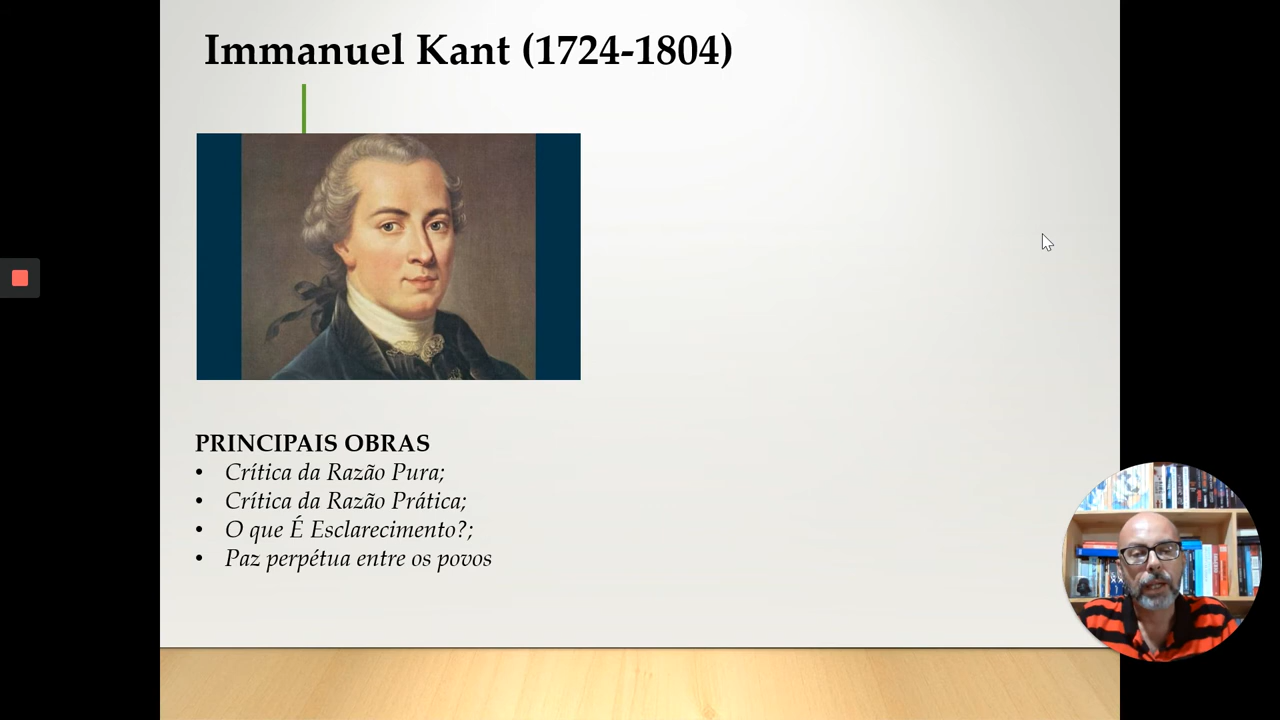 Immanuel Kant (1724-1804)
PRINCIPAIS OBRAS
• Crítica da Razão Pura;
• Crítica da Razão Prática;
• O que É Esclarecimento?;
• Paz perpétua entre os povos